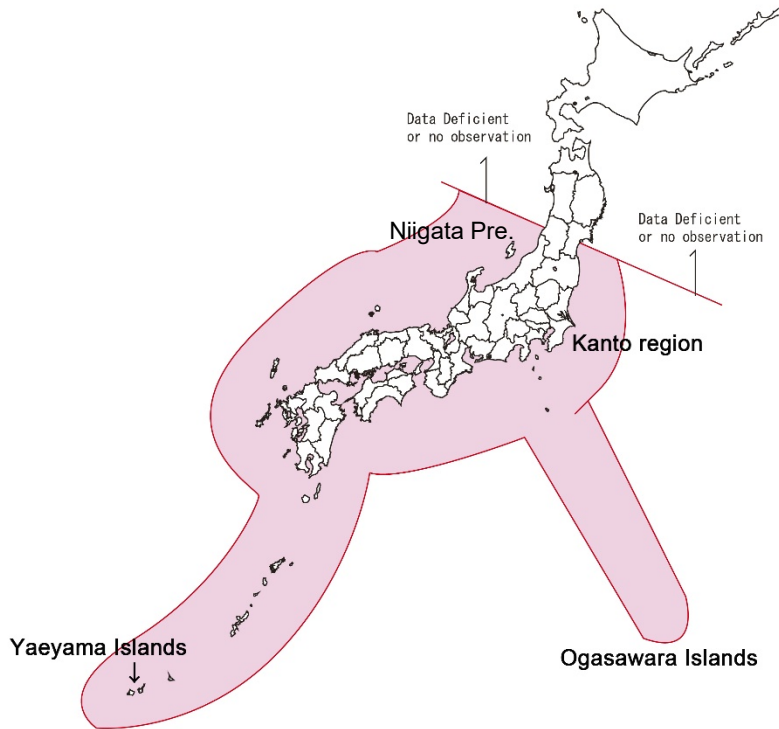 Data Deficient
or no observation
Data Deficient
or no observation
Niigata Pre.
Kanto region
Yaeyama Islands
Ogasawara Islands